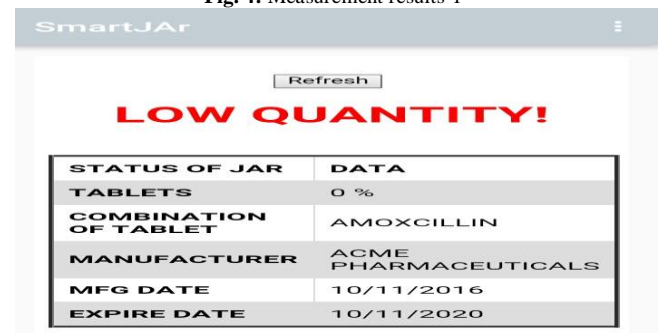 Fig. 4. Measurement results-1
SmartJAr
Refresh
LOW QUANTITY!
STATUS OF JAR DATA
TABLETS 0 %
COMBINATION OF TABLET AMOXCILLIN
MANUFACTURER ACME PHARMACEUTICALS
MFG DATE 10/11/2016
EXPIRE DATE 10/11/2020